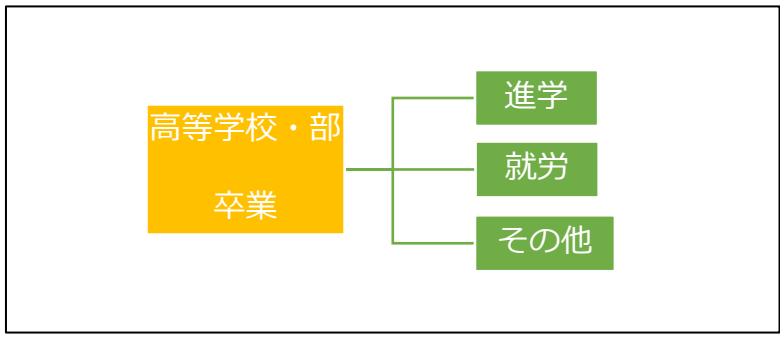 高等学校・部
卒業
進学
就労
その他